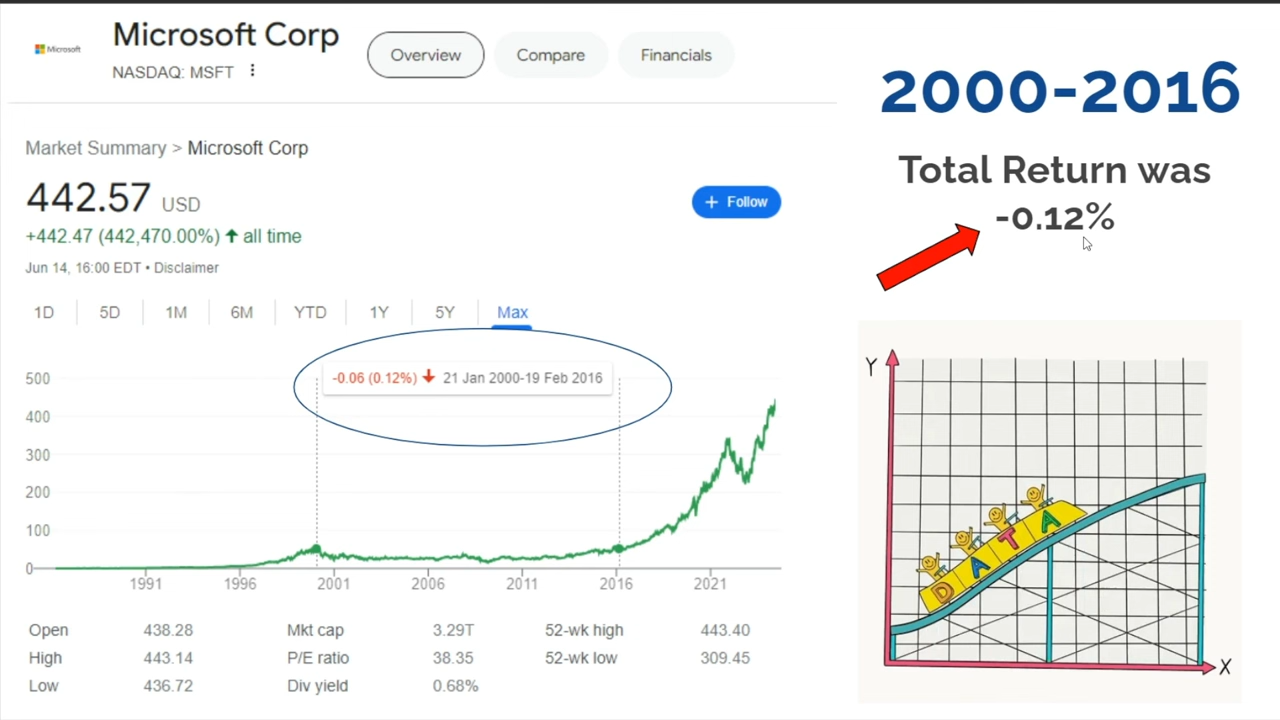 Microsoft
Microsoft Corp
NASDAQ: MSFT
Overview
Compare
Financials
2000-2016
Total Return was
-0.12%
Market Summary > Microsoft Corp
442.57 USD
+ Follow
+442.47 (442,470.00%) ↑ all time
Jun 14, 16:00 EDT • Disclaimer
1D 5D 1M 6M YTD 1Y 5Y Max
-0.06 (0.12%) ↓ 21 Jan 2000-19 Feb 2016
500
400
300
200
100
0
1991 1996 2001 2006 2011 2016 2021
Open 438.28 Mkt cap 3.29T 52-wk high 443.40
High 443.14 P/E ratio 38.35 52-wk low 309.45
Low 436.72 Div yield 0.68%
Y
DATA
X